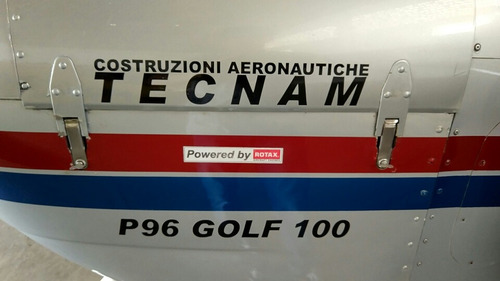 COSTRUZIONI AERONAUTICHE
TECNAM
Powered by ROTAX
P96 GOLF 100